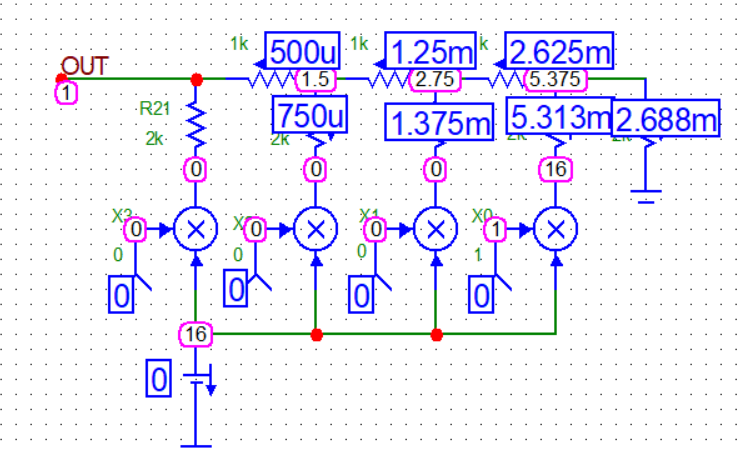 1k 500u 1k 1.25m k 2.625m
OUT
1.5 2.75 5.375
1
R21
2k
750u 1.375m 5.313m 2.688m
2k
0 0 0 16
X3 0 0 X1 0 X0 1
0 0 0 1
0 0 0 0
16
0